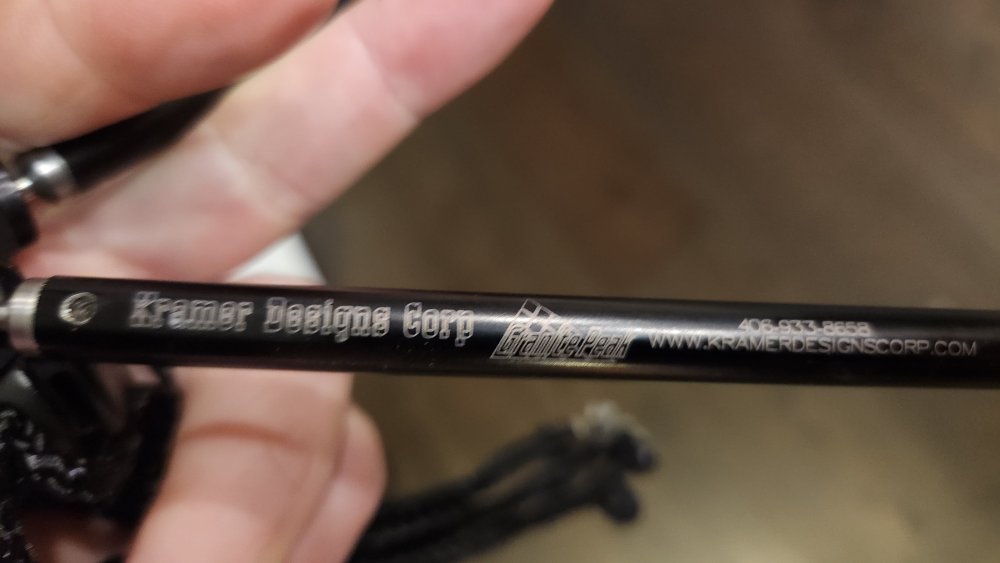 Kramer Designs Corp
GranitePeak
406-933-8658
WWW.KRAMERDESIGNSCORP.COM